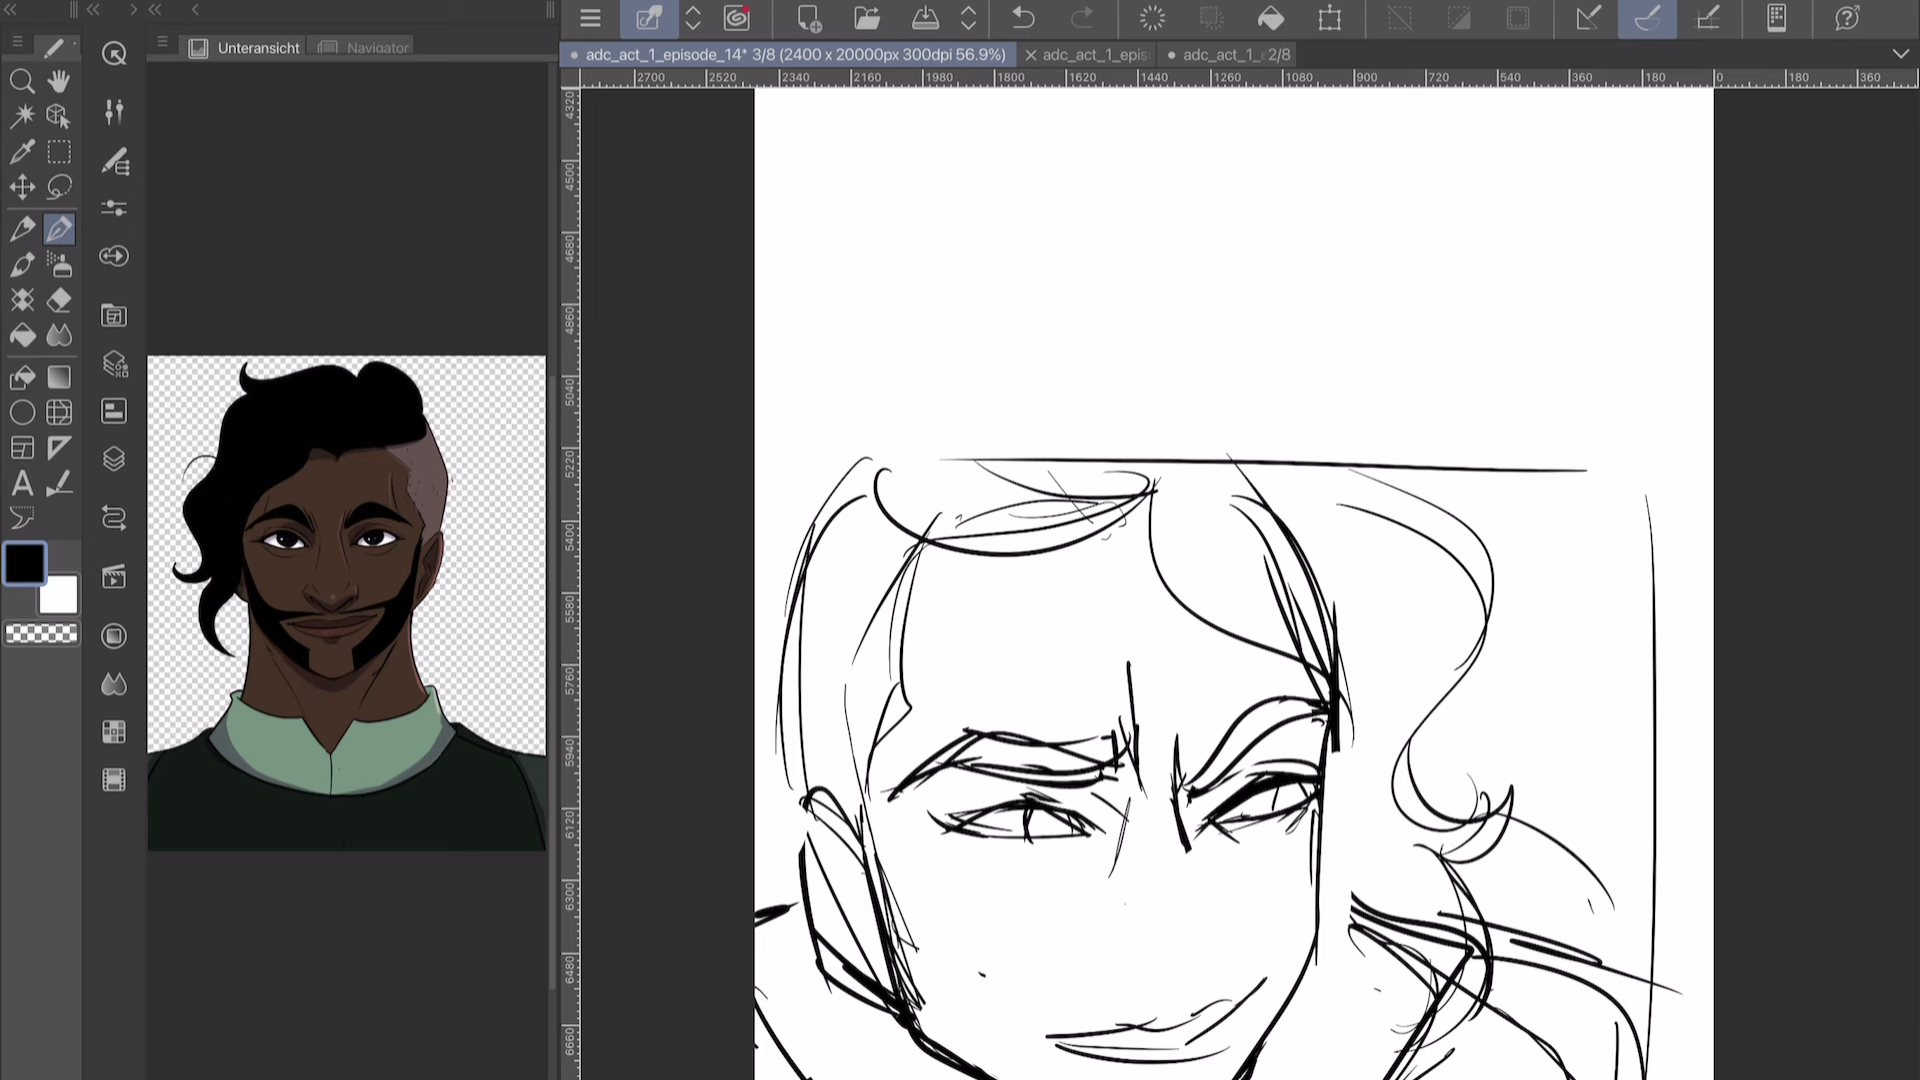 Unteransicht
Navigator
adc_act_1_episode_14* 3/8 (2400 x 20000px 300dpi 56.9%)
adc_act_1_epis
adc_act_1_ 2/8
2700 2520 2340 2160 1980 1800 1620 1440 1260 1080 900 720 540 360 180 0 180 360
4320
4500
4680
4860
5040
5220
5400
5580
5760
5940
6120
6300
6480
6660
A